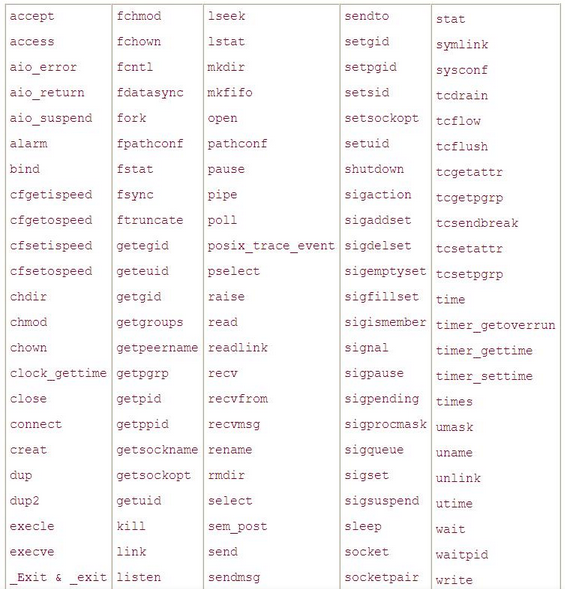 accept
access
aio_error
aio_return
aio_suspend
alarm
bind
cfgetispeed
cfgetospeed
cfsetispeed
cfsetospeed
chdir
chmod
chown
clock_gettime
close
connect
creat
dup
dup2
execle
execve
_Exit & _exit
fchmod
fchown
fcntl
fdatasync
fork
fpathconf
fstat
fsync
ftruncate
getegid
geteuid
getgid
getgroups
getpeername
getpgrp
getpid
getppid
getsockname
getsockopt
getuid
kill
link
listen
lseek
lstat
mkdir
mkfifo
open
pathconf
pause
pipe
poll
posix_trace_event
pselect
raise
read
readlink
recv
recvfrom
recvmsg
rename
rmdir
select
sem_post
send
sendmsg
sendto
setgid
setpgid
setsid
setsockopt
setuid
shutdown
sigaction
sigaddset
sigdelset
sigemptyset
sigfillset
sigismember
signal
sigpause
sigpending
sigprocmask
sigqueue
sigset
sigsuspend
sleep
socket
socketpair
stat
symlink
sysconf
tcdrain
tcflow
tcflush
tcgetattr
tcgetpgrp
tcsendbreak
tcsetattr
tcsetpgrp
time
timer_getoverrun
timer_gettime
timer_settime
times
umask
uname
unlink
utime
wait
waitpid
write